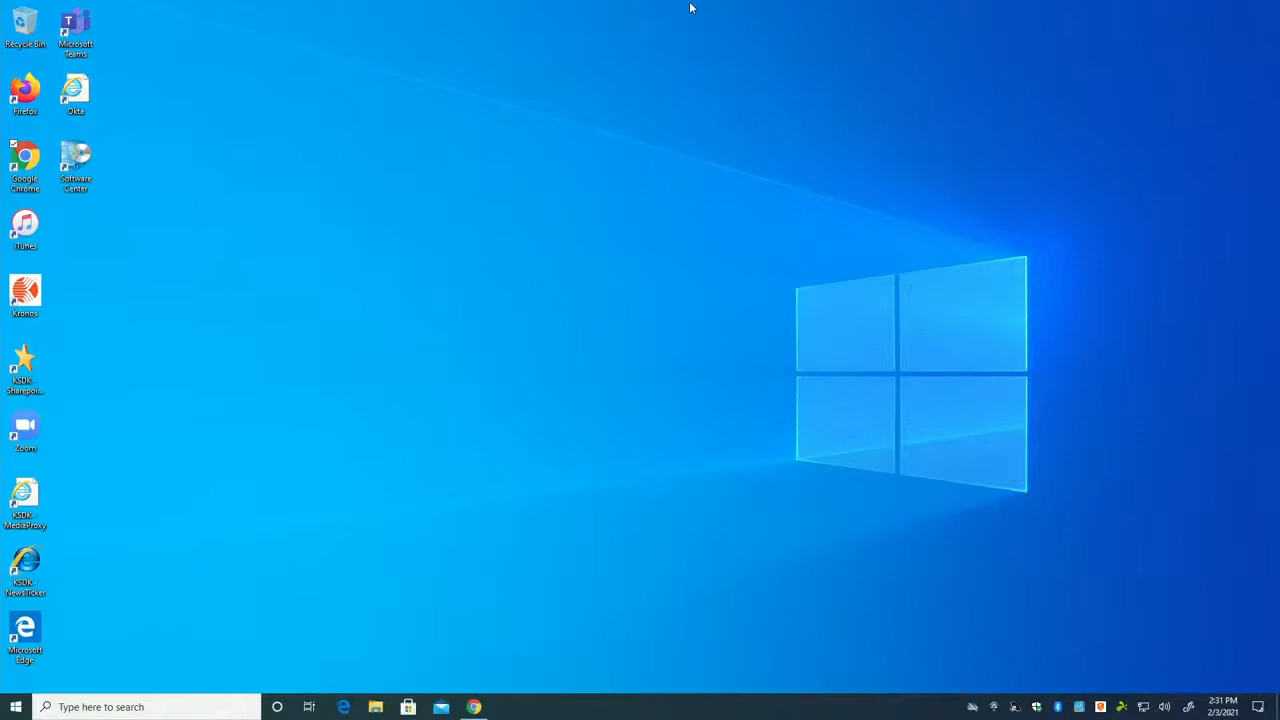 Recycle Bin
Microsoft
Teams
Firefox
Okta
Google
Chrome
Software
Center
iTunes
Kronos
KSDK -
Sharepoi...
Zoom
KSDK -
MediaProxy
KSDK -
NewsTicker
Microsoft
Edge
Type here to search
2:31 PM
2/3/2021